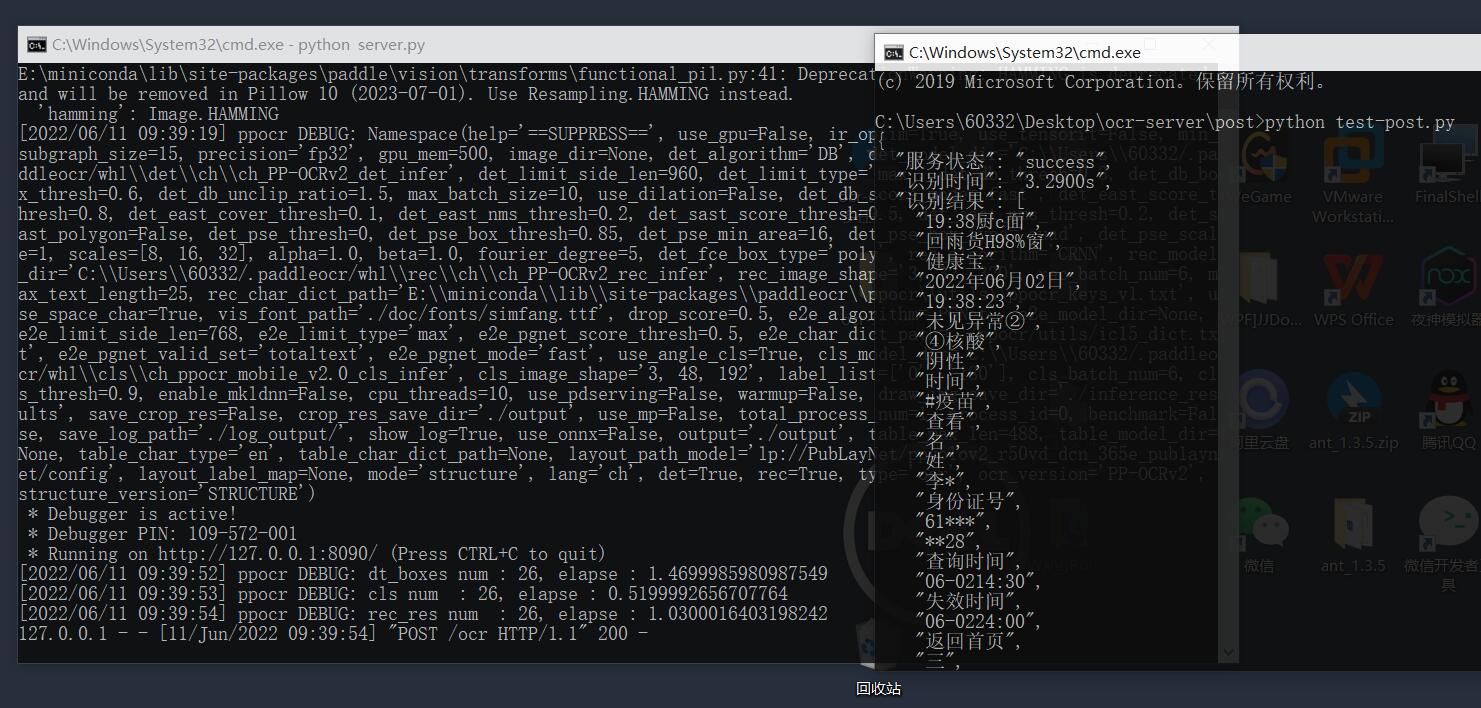 C:\Windows\System32\cmd.exe - python  server.py
E:\miniconda\lib\site-packages\paddle\vision\transforms\functional_pil.py:41: Deprecat
and will be removed in Pillow 10 (2023-07-01). Use Resampling.HAMMING instead.
'hamming': Image.HAMMING
[2022/06/11 09:39:19] ppocr DEBUG: Namespace(help='==SUPPRESS==', use_gpu=False, ir_op
subgraph_size=15, precision='fp32', gpu_mem=500, image_dir=None, det_algorithm='DB',
ddleocr/whl\\det\\ch\\ch_PP-OCRv2_det_infer', det_limit_side_len=960, det_limit_type='
x_thresh=0.6, det_db_unclip_ratio=1.5, max_batch_size=10, use_dilation=False, det_db_s
hresh=0.8, det_east_cover_thresh=0.1, det_east_nms_thresh=0.2, det_sast_score_thresh=0.5,
ast_polygon=False, det_pse_thresh=0, det_pse_box_thresh=0.85, det_pse_min_area=16, det_pse
e=1, scales=[8, 16, 32], alpha=1.0, beta=1.0, fourier_degree=5, det_fce_box_type='poly
_dir='C:\\Users\\60332/.paddleocr/whl\\rec\\ch\\ch_PP-OCRv2_rec_infer', rec_image_shape=
ax_text_length=25, rec_char_dict_path='E:\\miniconda\\lib\\site-packages\\paddleocr\\
se_space_char=True, vis_font_path='./doc/fonts/simfang.ttf', drop_score=0.5, e2e_algor
e2e_limit_side_len=768, e2e_limit_type='max', e2e_pgnet_score_thresh=0.5, e2e_char_dict
t', e2e_pgnet_valid_set='totaltext', e2e_pgnet_mode='fast', use_angle_cls=True, cls_mo
cr/whl\\cls\\ch_ppocr_mobile_v2.0_cls_infer', cls_image_shape='3, 48, 192', label_list=
s_thresh=0.9, enable_mkldnn=False, cpu_threads=10, use_pdserving=False, warmup=False,
ults', save_crop_res=False, crop_res_save_dir='./output', use_mp=False, total_process_
se, save_log_path='./log_output/', show_log=True, use_onnx=False, output='./output', t
None, table_char_type='en', table_char_dict_path=None, layout_path_model='lp://PubLayNet
et/config', layout_label_map=None, mode='structure', lang='ch', det=True, rec=True, type=
structure_version='STRUCTURE')
* Debugger is active!
* Debugger PIN: 109-572-001
* Running on http://127.0.0.1:8090/ (Press CTRL+C to quit)
[2022/06/11 09:39:52] ppocr DEBUG: dt_boxes num : 26, elapse : 1.4699985980987549
[2022/06/11 09:39:53] ppocr DEBUG: cls num  : 26, elapse : 0.5199992656707764
[2022/06/11 09:39:54] ppocr DEBUG: rec_res num  : 26, elapse : 1.0300016403198242
127.0.0.1 - - [11/Jun/2022 09:39:54] "POST /ocr HTTP/1.1" 200 -
C:\Windows\System32\cmd.exe
(c) 2019 Microsoft Corporation。保留所有权利。
C:\Users\60332\Desktop\ocr-server\post>python test-post.py
{
"服务状态": "success",
"识别时间": "3.2900s",
"识别结果": [
"19:38厨c面",
"回雨货H98%窗",
"健康宝",
"2022年06月02日",
"19:38:23",
"未见异常②",
"④核酸",
"阴性",
"时间",
"#疫苗",
"查看",
"名",
"姓",
"李*",
"身份证号",
"61***",
"**28",
"查询时间",
"06-0214:30",
"失效时间",
"06-0224:00",
"返回首页",
"三",
WeGame
VMware
Workstati...
FinalShell
WPS Office
夜神模拟器
阿里云盘
ant_1.3.5.zip
腾讯QQ
微信
ant_1.3.5
微信开发者
具
回收站